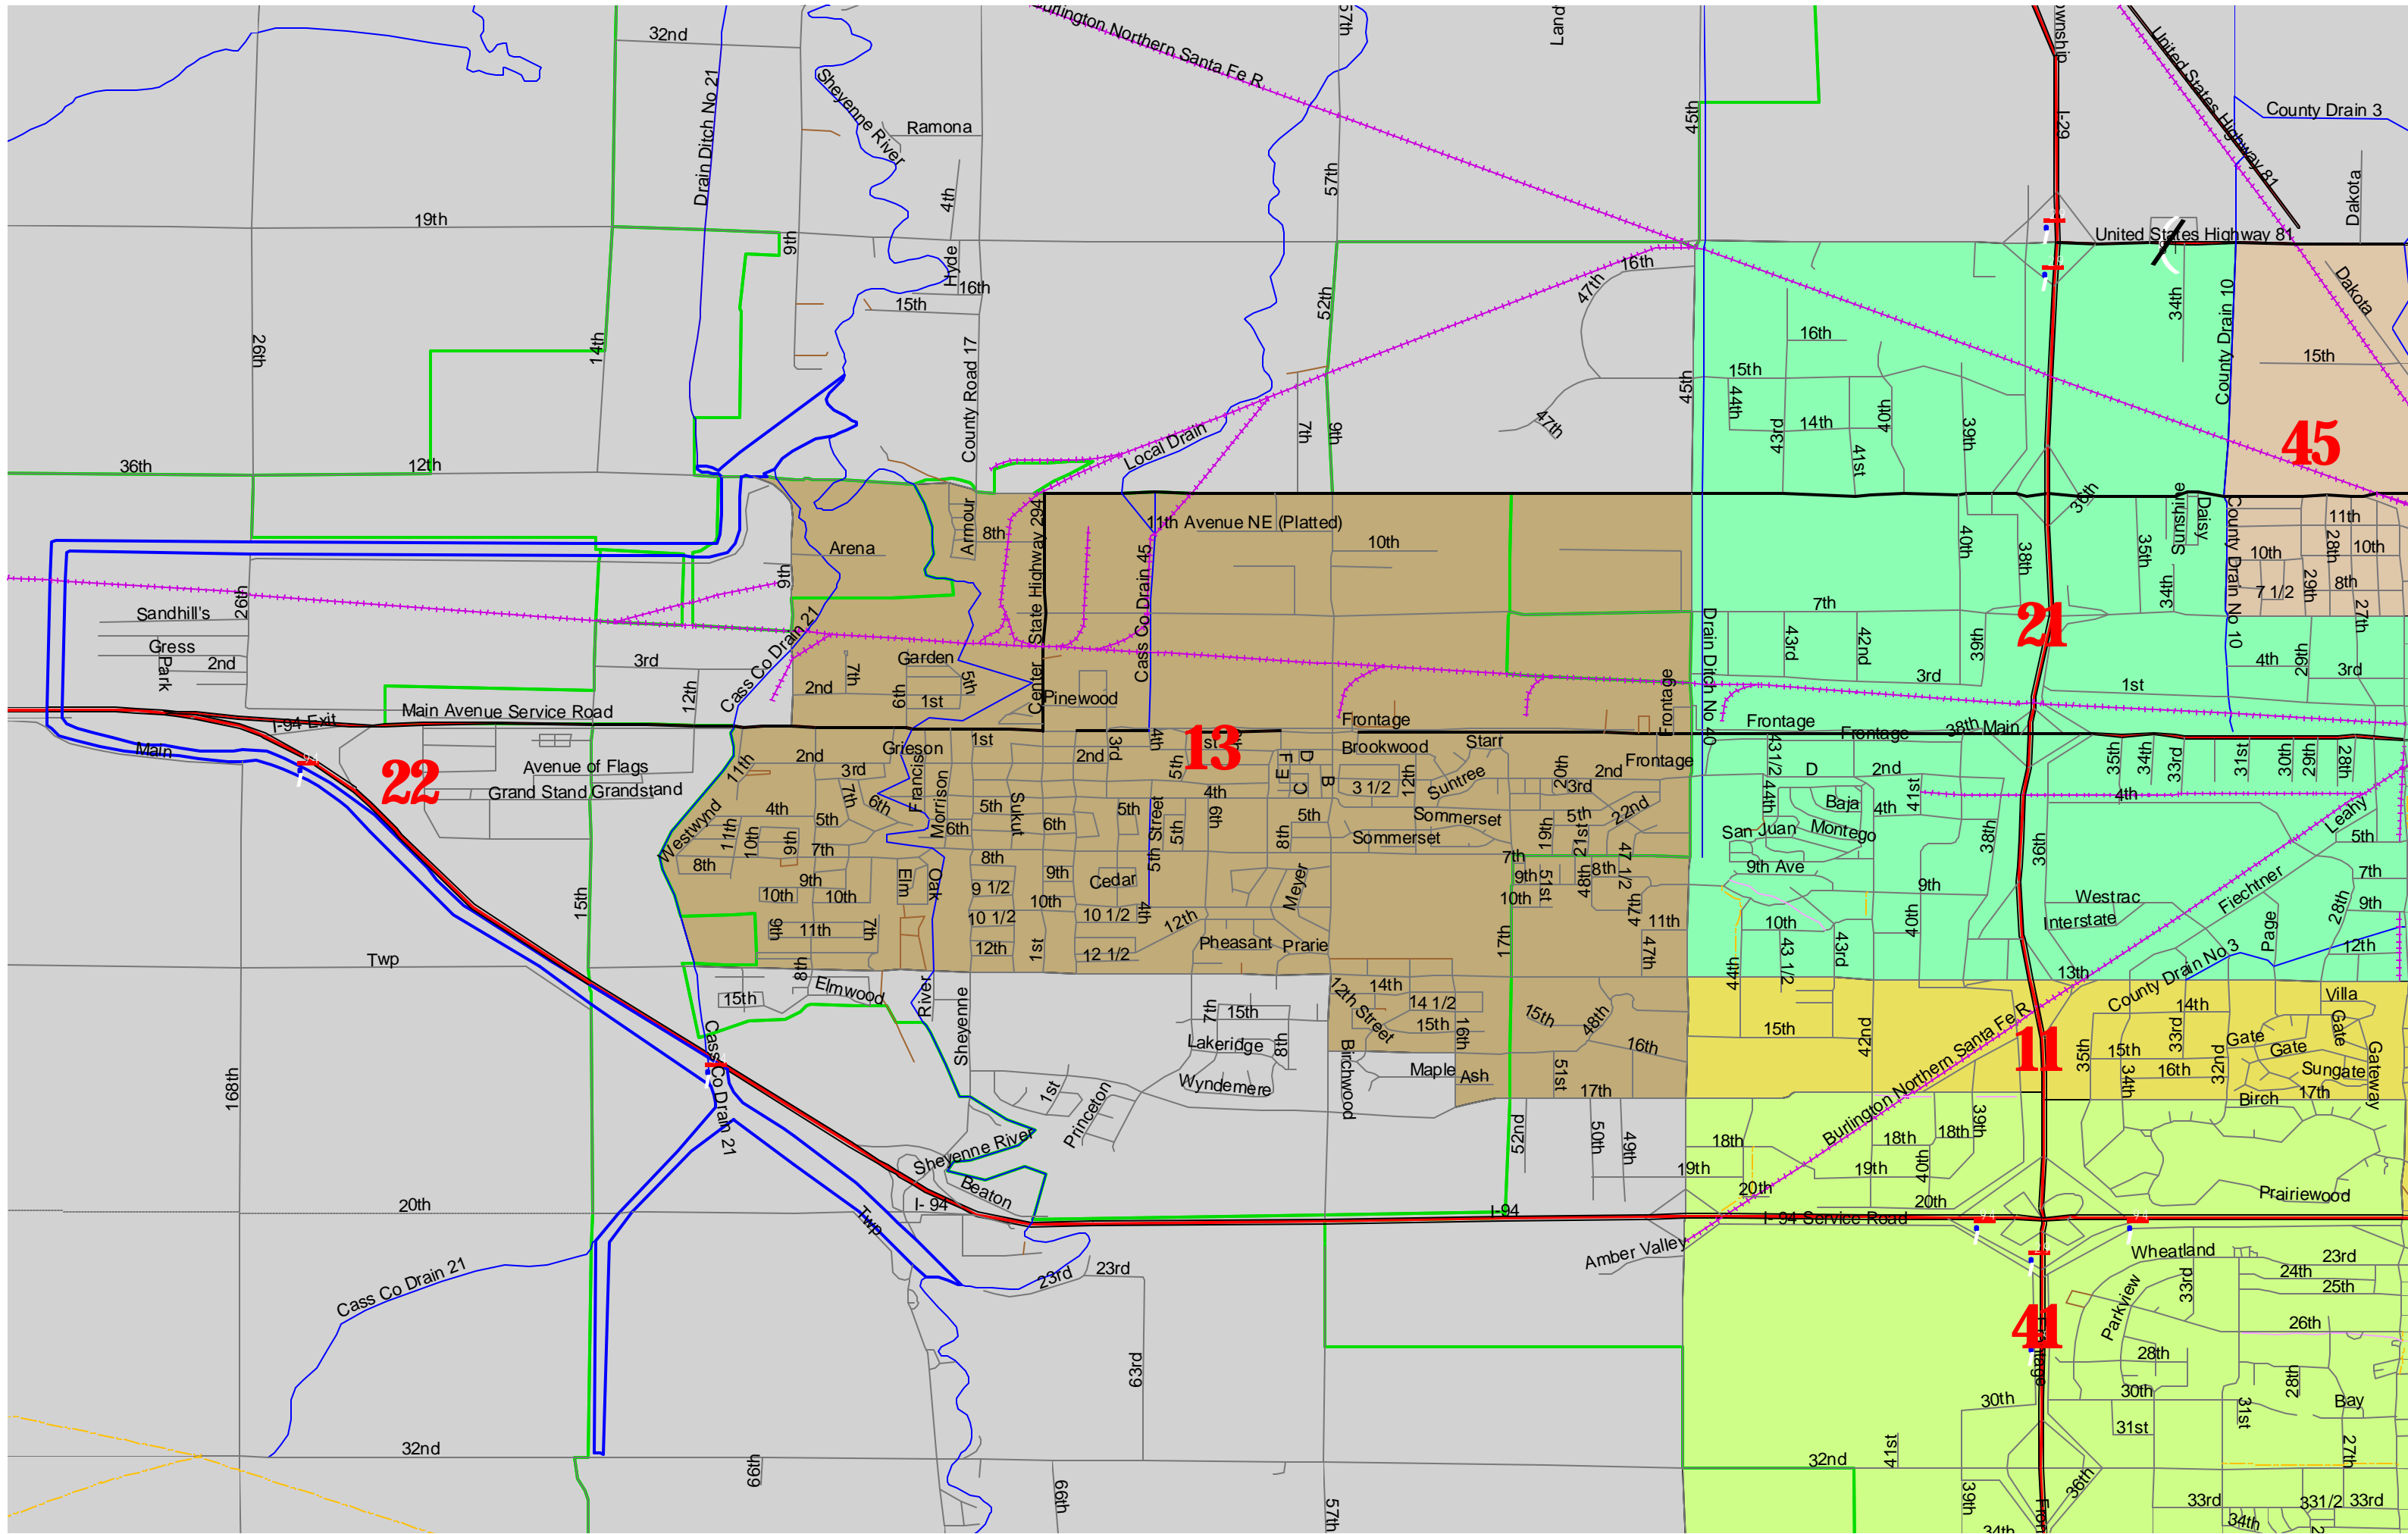 32nd
Burlington Northern Santa Fe R
57th
Land
ownship
United States Highway 81
County Drain 3
Drain Ditch No 21
Sheyenne River
Ramona
45th
I-29
4th
57th
Dakota
19th
9th
Hyde
United States Highway 81
16th
15th
47th
16th
52th
34th
County Drain 10
Dakota
26th
14th
County Road 17
16th
15th
15th
45th
44th
43rd
14th
40th
41st
39th
47th
7th
9th
Local Drain
45
36th
12th
36th
Armour
8th
State Highway 294
11th Avenue NE (Platted)
10th
Arena
Cass Co Drain 45
40th
38th
35th
34th
Sunshine
Daisy
County Drain No 10
11th
28th
10th
10th
29th
8th
7 1/2
27th
9th
26th
Sandhill's
Gress
Park
2nd
3rd
12th
Cass Co Drain 21
Garden
7th
2nd
6th
1st
5th
Center
Pinewood
Frontage
Drain Ditch No 40
7th
43rd
42nd
39th
3rd
21
1st
4th
29th
3rd
Main Avenue Service Road
I-94 Exit
Main
22
Avenue of Flags
Grand Stand Grandstand
Frontage
13
Frontage
Frontage
38th
Main
11th
2nd
Grieson
1st
3rd
7th
6th
Francis
Morrison
2nd
3rd
4th
5th
1st
F
E
D
C
B
Brookwood
Starr
Suntree
3 1/2
12th
20th
2nd
3rd
Frontage
43 1/2
D
2nd
44th
Baja
4th
41st
35th
34th
33rd
31st
30th
29th
28th
4th
Westwynd
4th
5th
11th
10th
9th
7th
8th
5th
Sukut
6th
6th
5th
5th Street
5th
4th
6th
8th
5th
Sommerset
Sommerset
5th
19th
21st
22nd
San Juan
Montego
38th
36th
Leahy
5th
9th
10th
10th
Elm
Oak
8th
9 1/2
9th
10th
Cedar
10 1/2
10 1/2
4th
12th
Meyer
7th
9th
10th
51st
48th
8th
47 1/2
47th
11th
9th Ave
9th
10th
40th
Westrac
Interstate
Fiechtner
7th
28th
9th
Page
15th
9th
11th
7th
12th
1st
12 1/2
Pheasant
Prarie
17th
47th
44th
43 1/2
43rd
13th
County Drain No 3
12th
Twp
8th
15th
Elmwood
River
Sheyenne
7th
15th
Lakeridge
8th
Wyndemere
14th
12th Street
14 1/2
15th
16th
15th
48th
16th
15th
42nd
Burlington Northern Santa Fe R
11
35th
14th
33rd
15th
16th
34th
32nd
Villa
Gate
Gate
Gate
Sungate
Gateway
17th
Birch
168th
Cass Co Drain 21
1st
Princeton
Birchwood
Maple
Ash
51st
17th
Sheyenne River
Beaton
52nd
50th
49th
18th
19th
20th
18th
18th
39th
19th
40th
20th
Prairiewood
20th
Twp
I- 94
I-94
I- 94 Service Road
Amber Valley
Wheatland
23rd
24th
25th
Cass Co Drain 21
23rd
23rd
Parkview
33rd
26th
41
63rd
28th
28th
30th
30th
31st
31st
Bay
27th
32nd
66th
66th
57th
32nd
41st
39th
36th
33rd
33 1/2
33rd
34th
34th